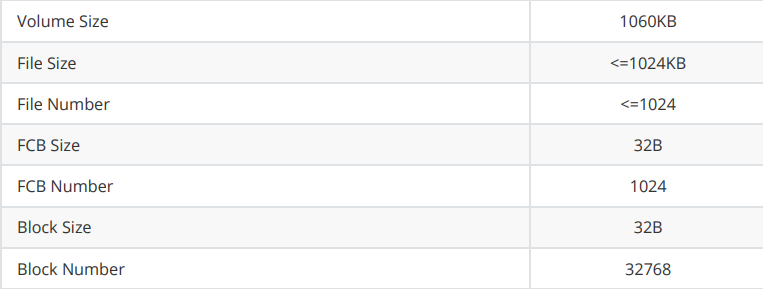 Volume Size 1060KB
File Size <=1024KB
File Number <=1024
FCB Size 32B
FCB Number 1024
Block Size 32B
Block Number 32768